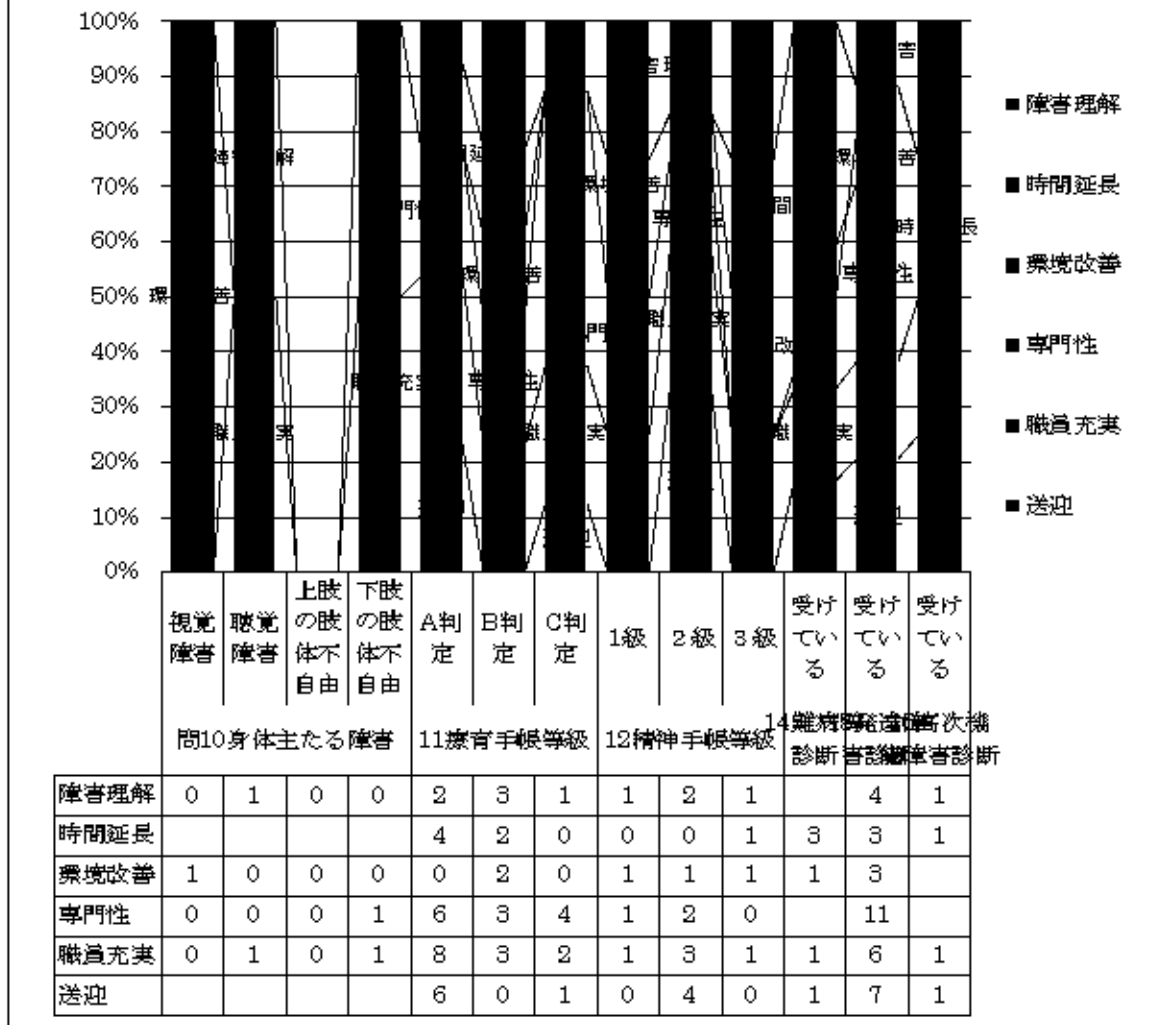 100%
90%
80%
70%
60%
50%
40%
30%
20%
10%
0%
障害理解
時間延長
環境改善
専門性
職員充実
送迎
視覚障害 聴覚障害 上肢の肢体不自由 下肢の肢体不自由 A判定 B判定 C判定 1級 2級 3級 受けている 受けている 受けている
問10身体主たる障害 11療育手帳等級 12精神手帳等級
障害理解 0 1 0 0 2 3 1 1 2 1 4 1
時間延長 4 2 0 0 0 1 3 3 1
環境改善 1 0 0 0 0 2 0 1 1 1 1 3
専門性 0 0 0 1 6 3 4 1 2 0 11
職員充実 0 1 0 1 8 3 2 1 3 1 1 6 1
送迎 6 0 1 0 4 0 1 7 1